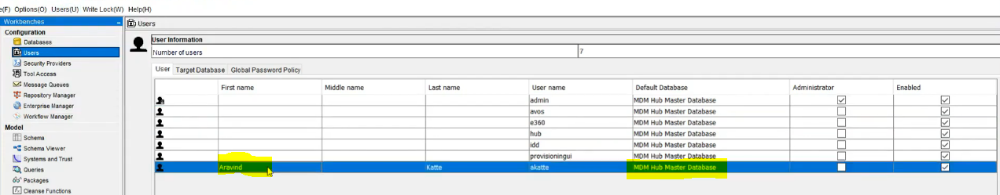 e(F) Options(O) Users(U) Write Lock(W) Help(H)
Workbenches
Configuration
Databases
Users
Security Providers
Tool Access
Message Queues
Repository Manager
Enterprise Manager
Workflow Manager
Model
Schema
Schema Viewer
Systems and Trust
Queries
Packages
Cleanse Functions
Users
User Information
Number of users 7
User Target Database Global Password Policy
First name Middle name Last name User name Default Database Administrator Enabled
admin MDM Hub Master Database
avos MDM Hub Master Database
e360 MDM Hub Master Database
hub MDM Hub Master Database
idd MDM Hub Master Database
provisioningui MDM Hub Master Database
Aravind Katte akatte MDM Hub Master Database